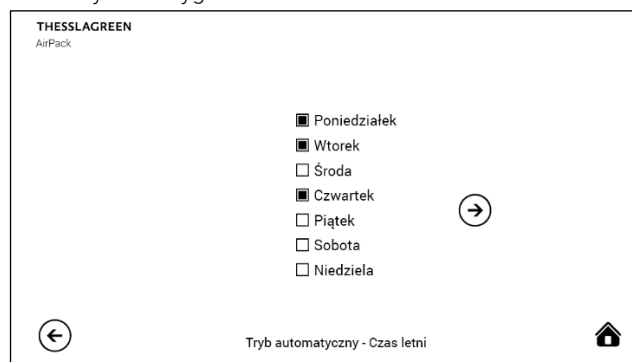 THESSLAGREEN
AirPack
Poniedziałek
Wtorek
Środa
Czwartek
Piątek
Sobota
Niedziela
Tryb automatyczny - Czas letni